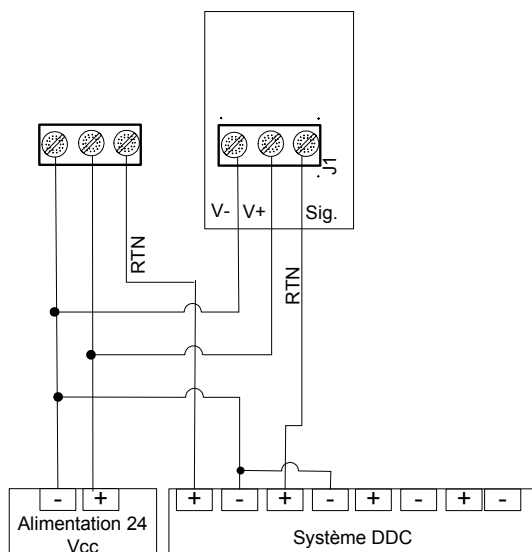 J1
V- V+ Sig.
RTN
RTN
- + + - + - + - + -
Alimentation 24
Vcc
Système DDC